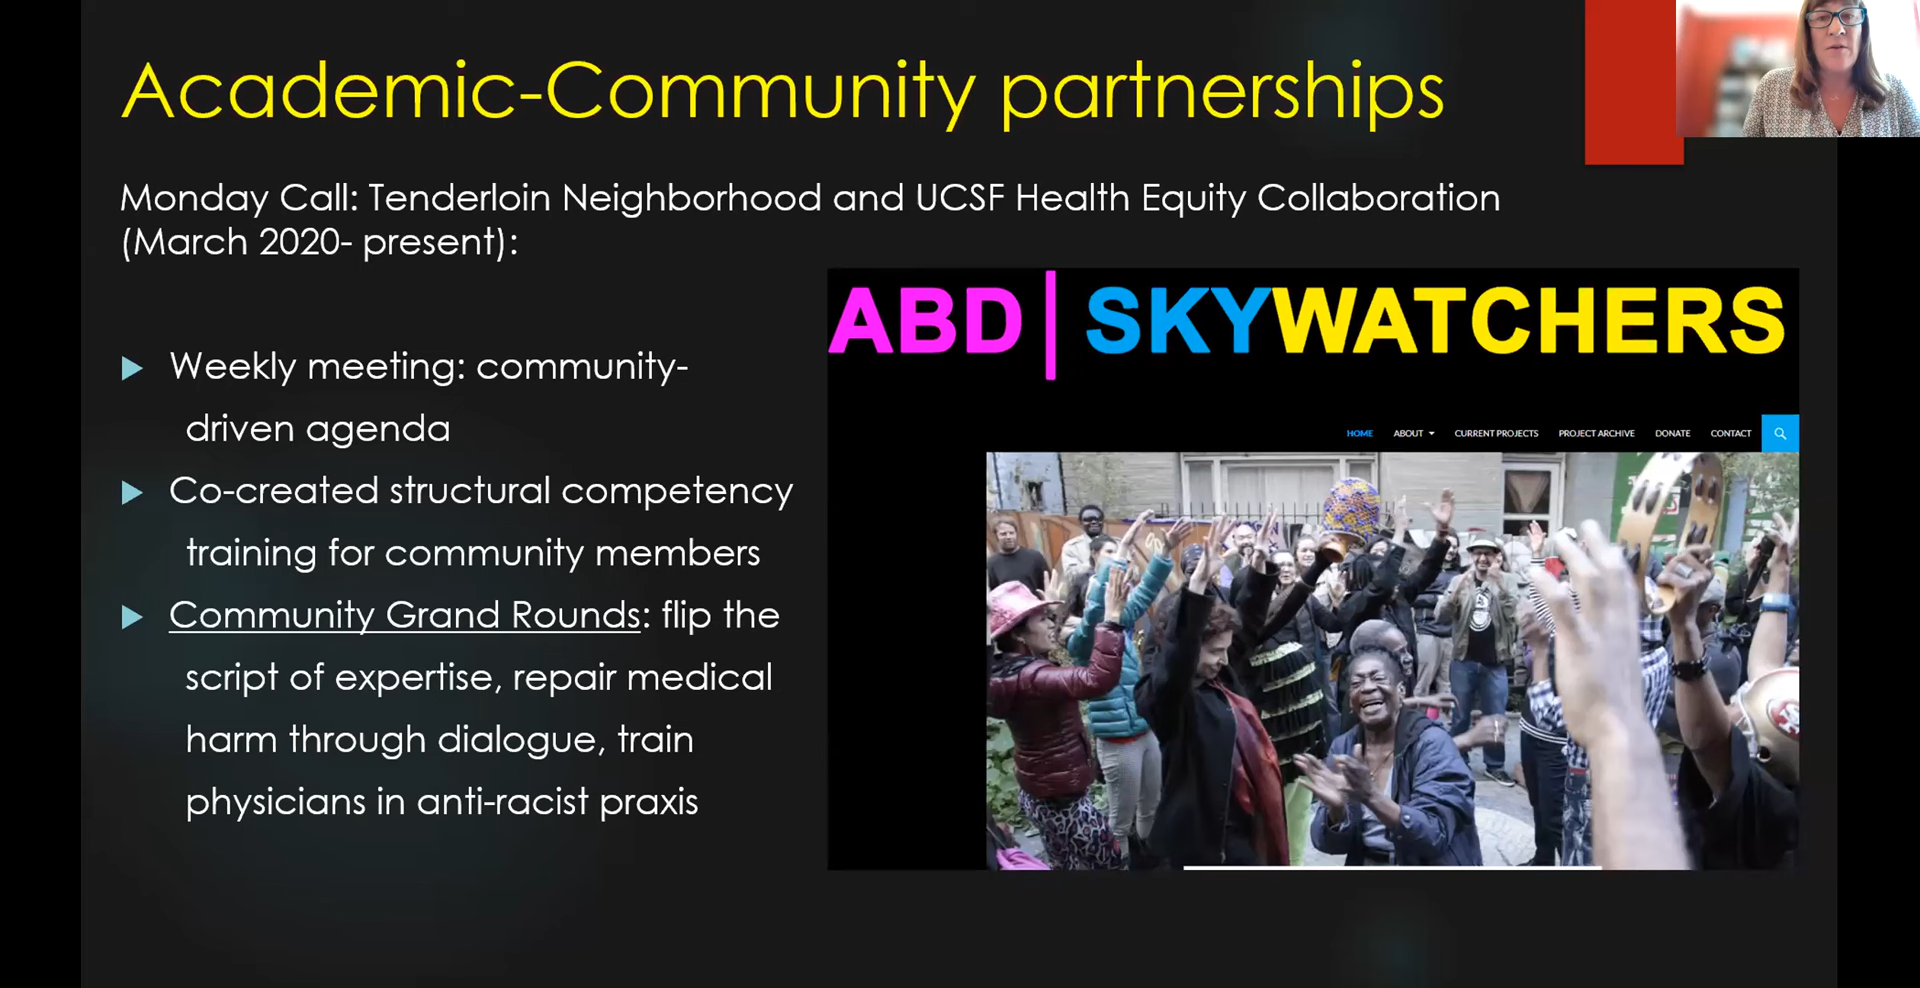 Academic-Community partnerships
Monday Call: Tenderloin Neighborhood and UCSF Health Equity Collaboration
(March 2020- present):
Weekly meeting: community-
driven agenda
Co-created structural competency
training for community members
Community Grand Rounds: flip the
script of expertise, repair medical
harm through dialogue, train
physicians in anti-racist praxis
ABD | SKYWATCHERS
HOME ABOUT CURRENT PROJECTS PROJECT ARCHIVE DONATE CONTACT